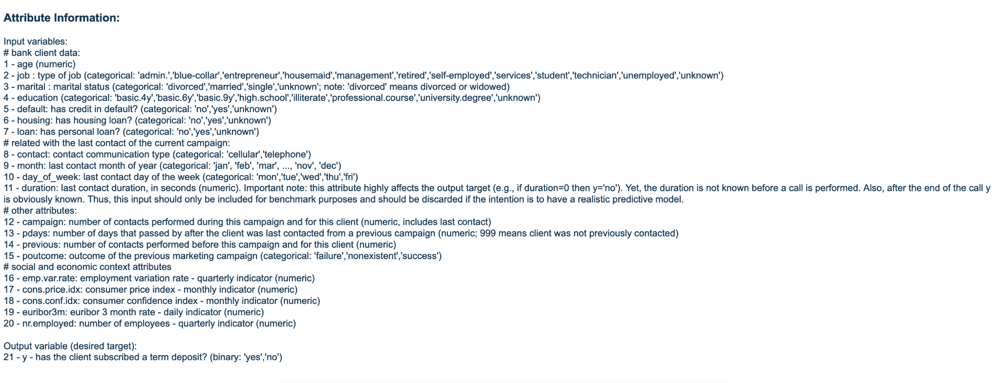 Attribute Information:
Input variables:
# bank client data:
1 - age (numeric)
2 - job : type of job (categorical: 'admin.','blue-collar','entrepreneur','housemaid','management','retired','self-employed','services','student','technician','unemployed','unknown')
3 - marital : marital status (categorical: 'divorced','married','single','unknown'; note: 'divorced' means divorced or widowed)
4 - education (categorical: 'basic.4y','basic.6y','basic.9y','high.school','illiterate','professional.course','university.degree','unknown')
5 - default: has credit in default? (categorical: 'no','yes','unknown')
6 - housing: has housing loan? (categorical: 'no','yes','unknown')
7 - loan: has personal loan? (categorical: 'no','yes','unknown')
# related with the last contact of the current campaign:
8 - contact: contact communication type (categorical: 'cellular','telephone')
9 - month: last contact month of year (categorical: 'jan', 'feb', 'mar', ..., 'nov', 'dec')
10 - day_of_week: last contact day of the week (categorical: 'mon','tue','wed','thu','fri')
11 - duration: last contact duration, in seconds (numeric). Important note: this attribute highly affects the output target (e.g., if duration=0 then y='no'). Yet, the duration is not known before a call is performed. Also, after the end of the call y
is obviously known. Thus, this input should only be included for benchmark purposes and should be discarded if the intention is to have a realistic predictive model.
# other attributes:
12 - campaign: number of contacts performed during this campaign and for this client (numeric, includes last contact)
13 - pdays: number of days that passed by after the client was last contacted from a previous campaign (numeric; 999 means client was not previously contacted)
14 - previous: number of contacts performed before this campaign and for this client (numeric)
15 - poutcome: outcome of the previous marketing campaign (categorical: 'failure','nonexistent','success')
# social and economic context attributes
16 - emp.var.rate: employment variation rate - quarterly indicator (numeric)
17 - cons.price.idx: consumer price index - monthly indicator (numeric)
18 - cons.conf.idx: consumer confidence index - monthly indicator (numeric)
19 - euribor3m: euribor 3 month rate - daily indicator (numeric)
20 - nr.employed: number of employees - quarterly indicator (numeric)
Output variable (desired target):
21 - y - has the client subscribed a term deposit? (binary: 'yes','no')